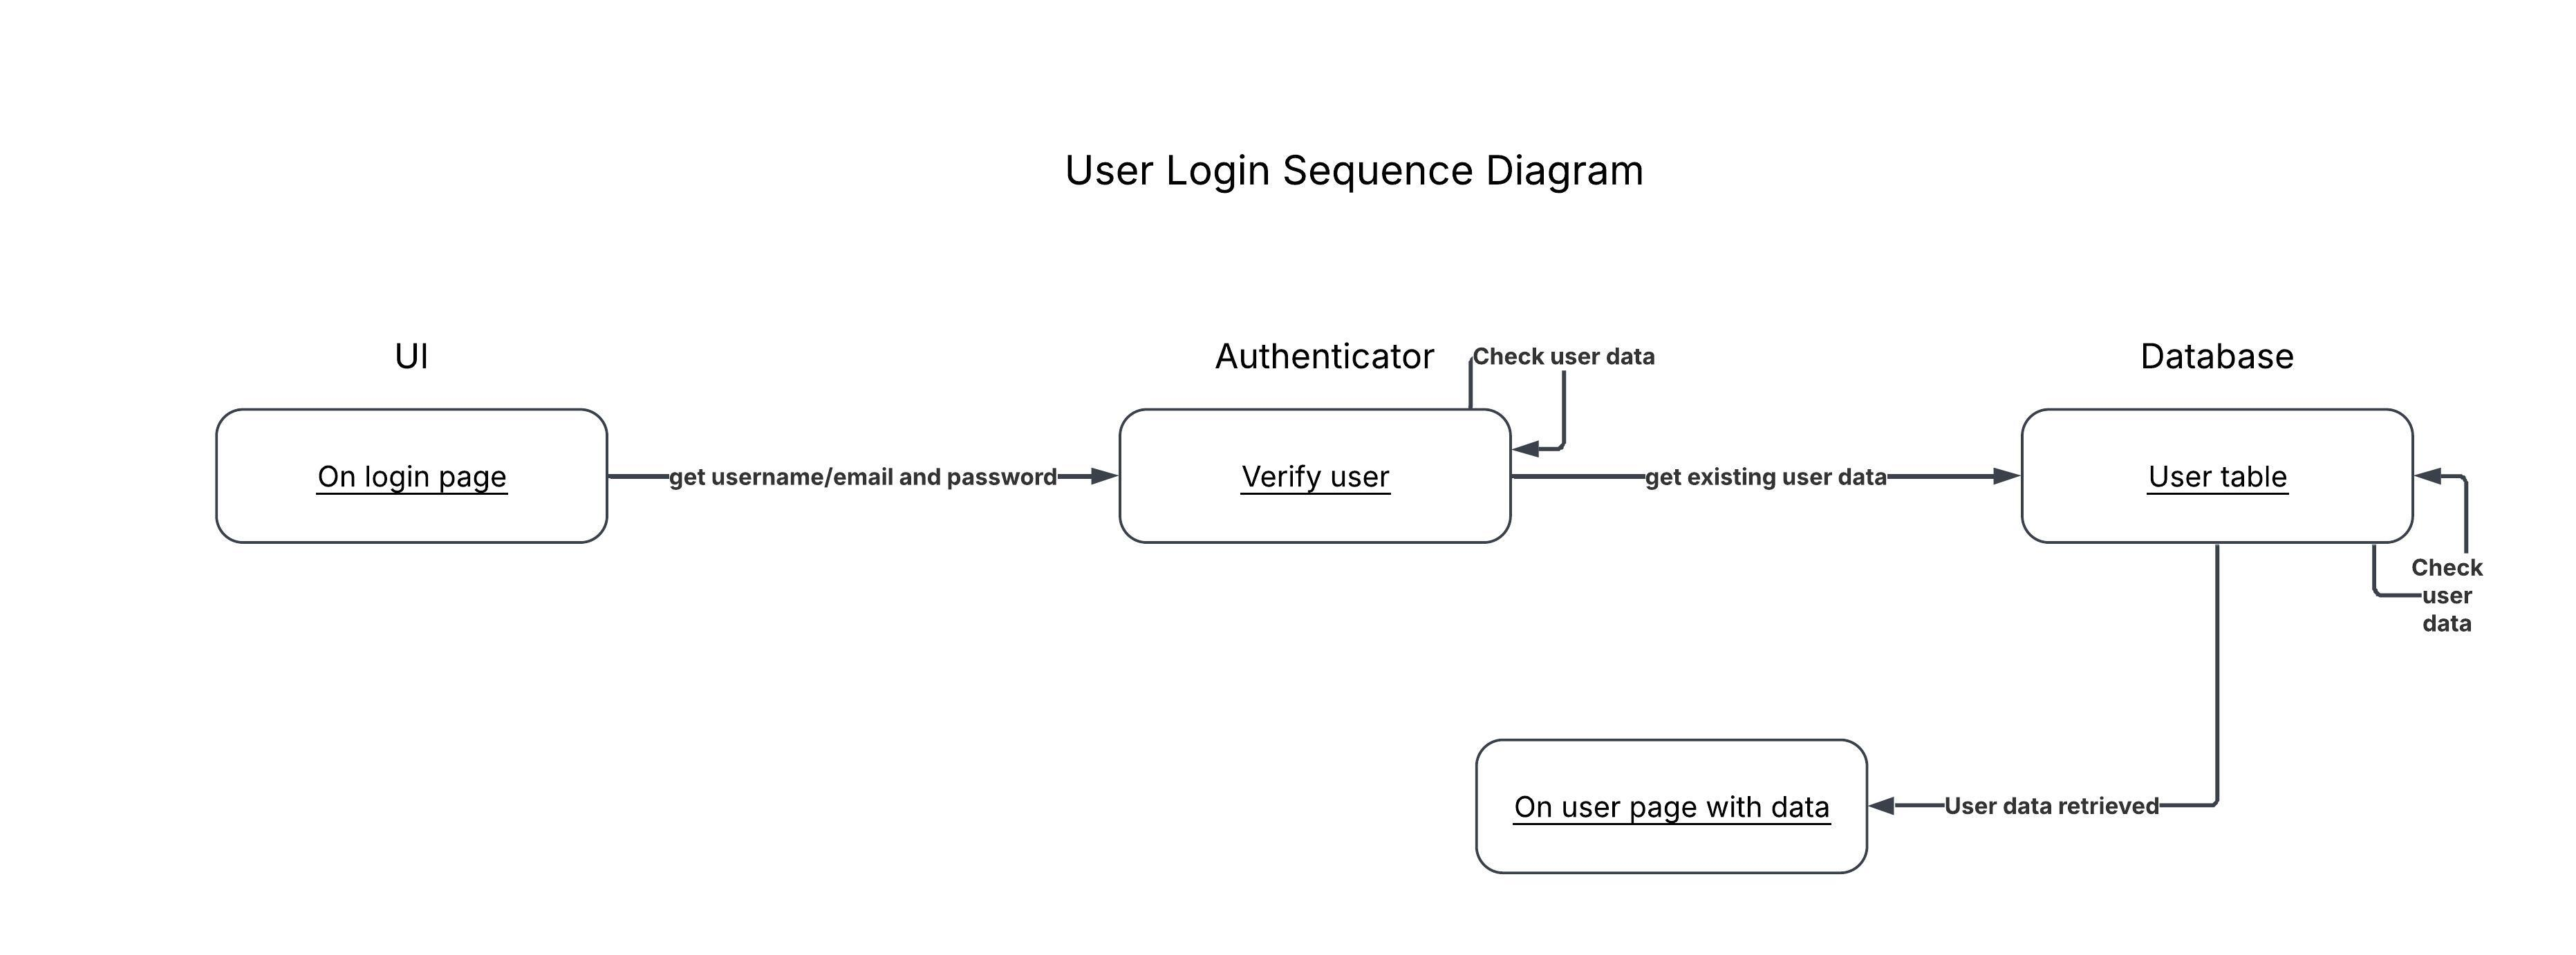 User Login Sequence Diagram
UI
Authenticator
Check user data
Database
On login page
get username/email and password
Verify user
get existing user data
User table
Check
user
data
On user page with data
User data retrieved